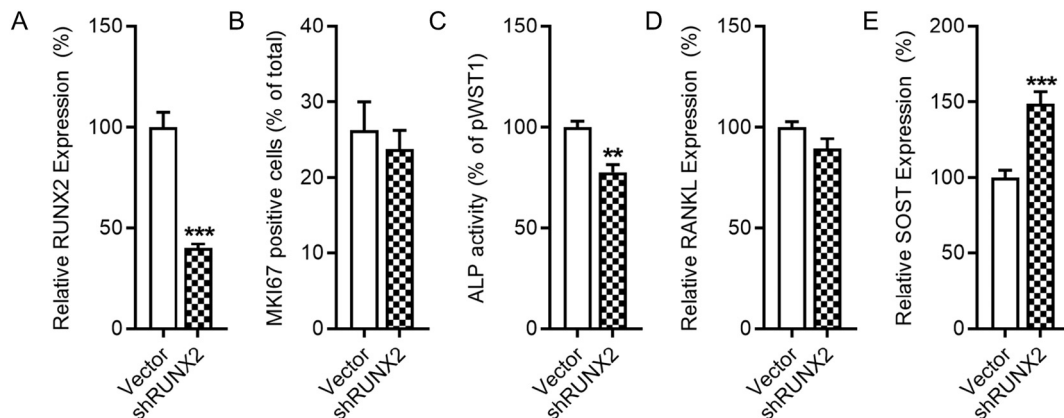 A
Relative RUNX2 Expression (%)
150
100
50
0
***
Vector
shRUNX2
B
MKI67 positive cells (% of total)
40
30
20
10
0
Vector
shRUNX2
C
ALP activity (% of pWST1)
150
100
50
0
**
Vector
shRUNX2
D
Relative RANKL Expression (%)
150
100
50
0
Vector
shRUNX2
E
Relative SOST Expression (%)
200
150
100
50
0
***
Vector
shRUNX2